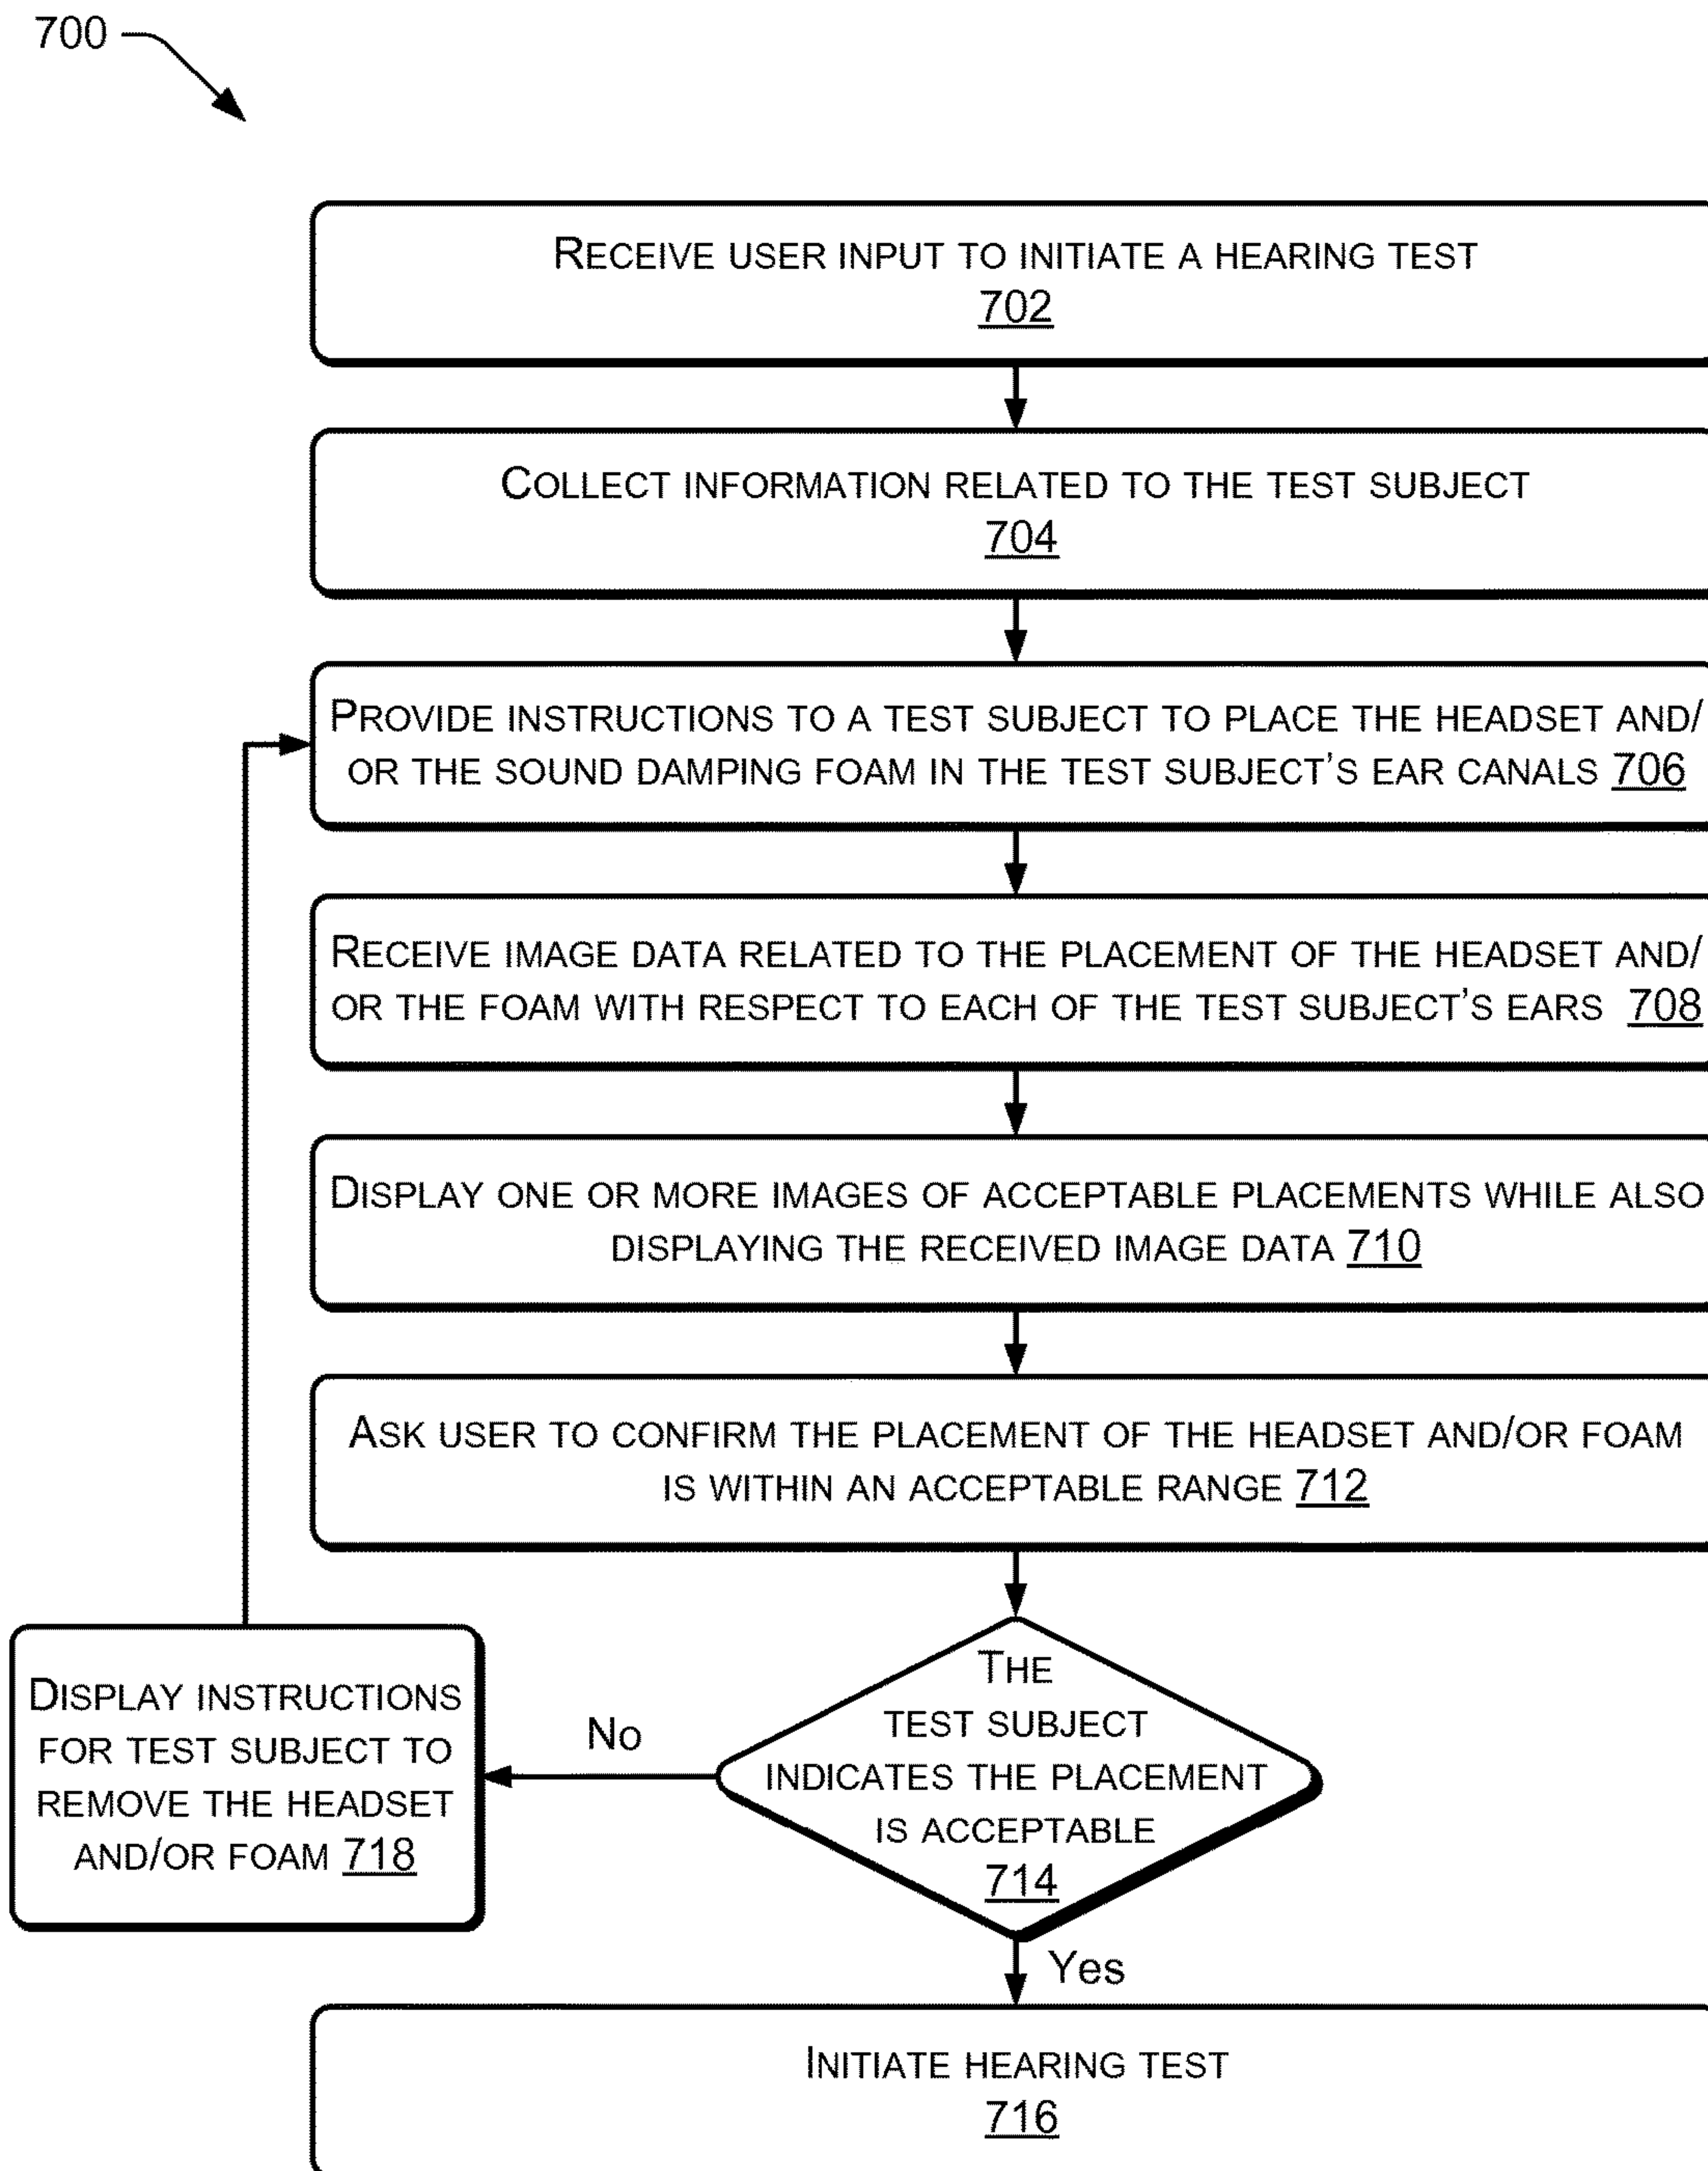 700
RECEIVE USER INPUT TO INITIATE A HEARING TEST
702
COLLECT INFORMATION RELATED TO THE TEST SUBJECT
704
PROVIDE INSTRUCTIONS TO A TEST SUBJECT TO PLACE THE HEADSET AND/
OR THE SOUND DAMPING FOAM IN THE TEST SUBJECT'S EAR CANALS 706
RECEIVE IMAGE DATA RELATED TO THE PLACEMENT OF THE HEADSET AND/
OR THE FOAM WITH RESPECT TO EACH OF THE TEST SUBJECT'S EARS 708
DISPLAY ONE OR MORE IMAGES OF ACCEPTABLE PLACEMENTS WHILE ALSO
DISPLAYING THE RECEIVED IMAGE DATA 710
ASK USER TO CONFIRM THE PLACEMENT OF THE HEADSET AND/OR FOAM
IS WITHIN AN ACCEPTABLE RANGE 712
THE
TEST SUBJECT
INDICATES THE PLACEMENT
IS ACCEPTABLE
714
No
DISPLAY INSTRUCTIONS
FOR TEST SUBJECT TO
REMOVE THE HEADSET
AND/OR FOAM 718
Yes
INITIATE HEARING TEST
716